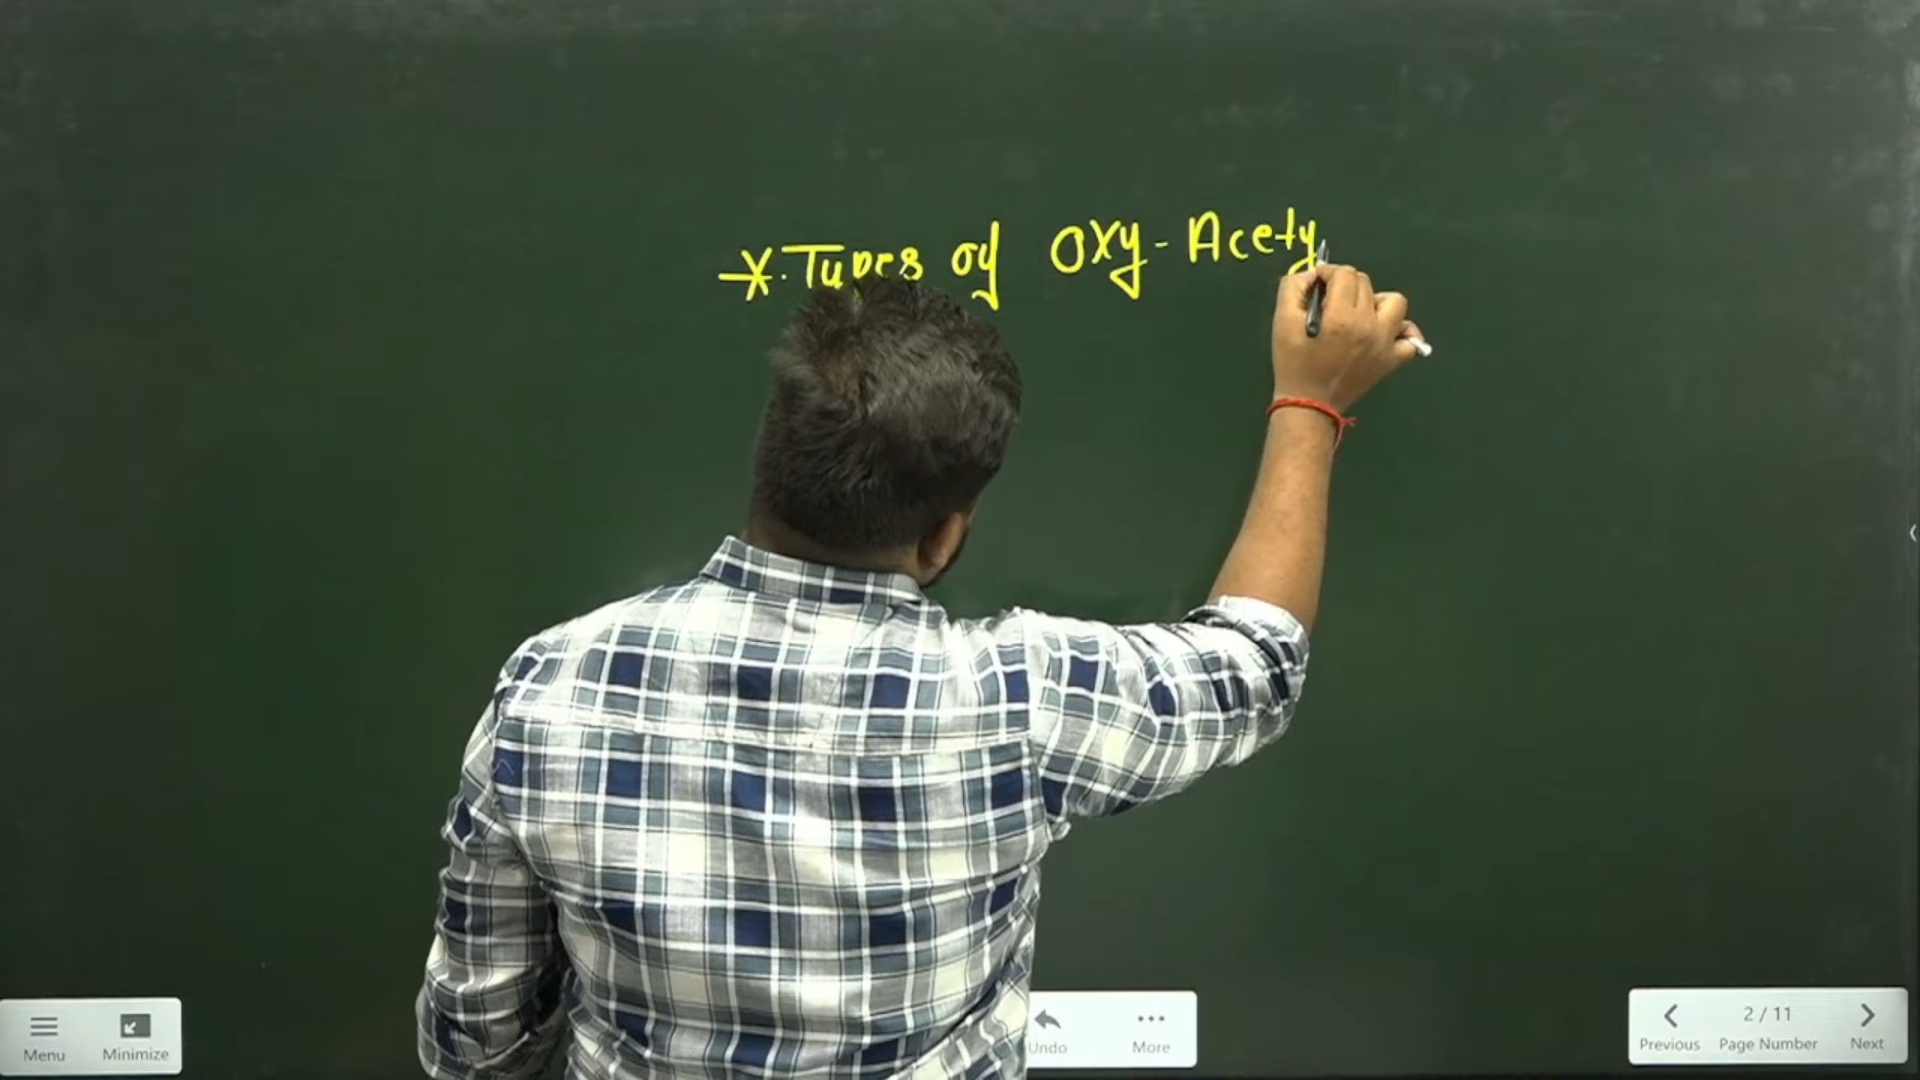 * Types of Oxy-Acety
Menu
Minimize
Undo
More
Previous
2 / 11
Page Number
Next